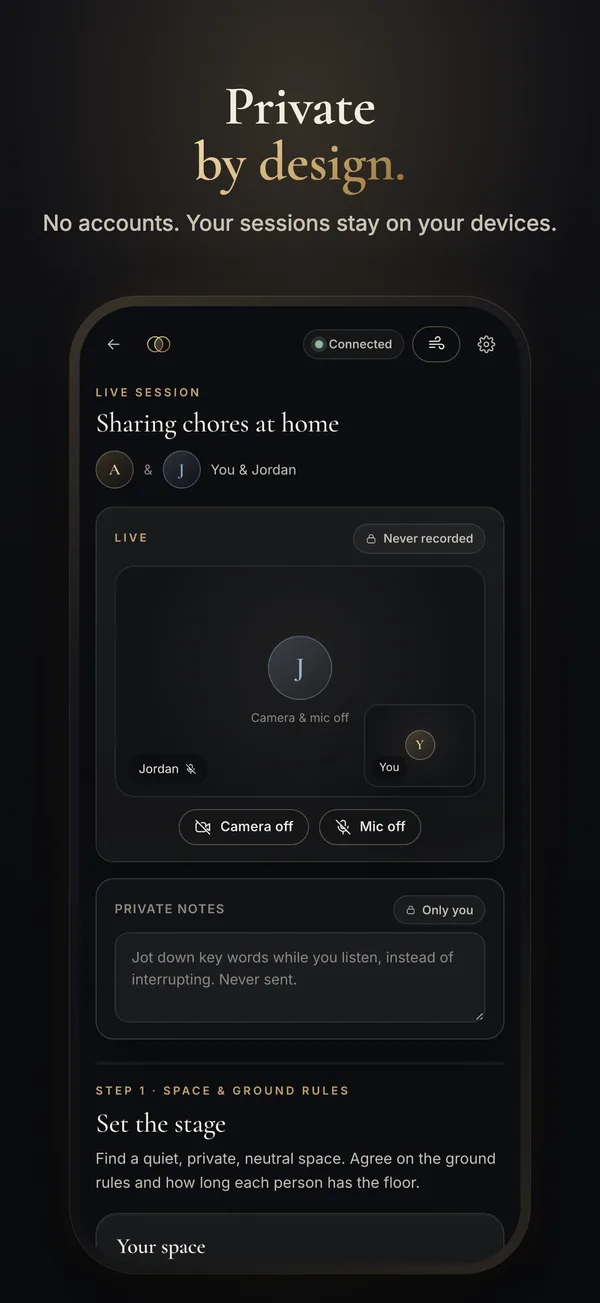 Private
by design.
No accounts. Your sessions stay on your devices.
Connected
LIVE SESSION
Sharing chores at home
A & J You & Jordan
LIVE
Never recorded
J
Camera & mic off
Y
Jordan
You
Camera off
Mic off
PRIVATE NOTES
Only you
Jot down key words while you listen, instead of
interrupting. Never sent.
STEP 1 · SPACE & GROUND RULES
Set the stage
Find a quiet, private, neutral space. Agree on the ground
rules and how long each person has the floor.
Your space